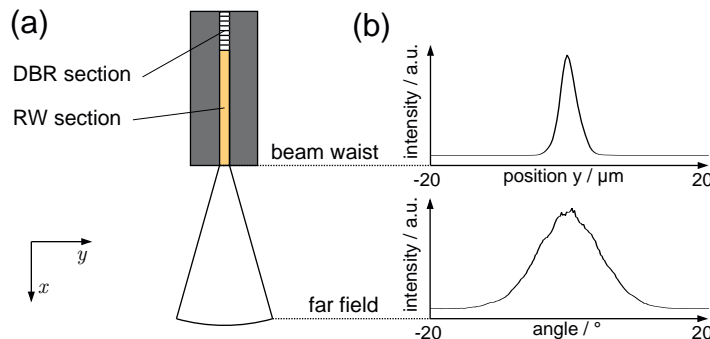 (a)
DBR section
RW section
beam waist
far field
y
x
(b)
intensity / a.u.
-20
position y / µm
20
intensity / a.u.
-20
angle / °
20